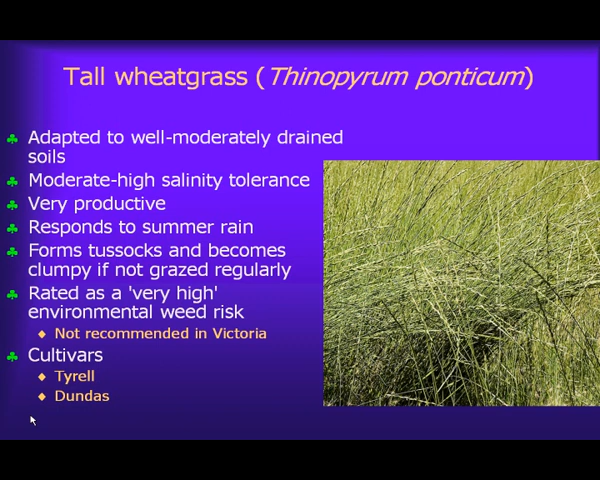 Tall wheatgrass (Thinopyrum ponticum)
Adapted to well-moderately drained
soils
Moderate-high salinity tolerance
Very productive
Responds to summer rain
Forms tussocks and becomes
clumpy if not grazed regularly
Rated as a 'very high'
environmental weed risk
Not recommended in Victoria
Cultivars
Tyrell
Dundas